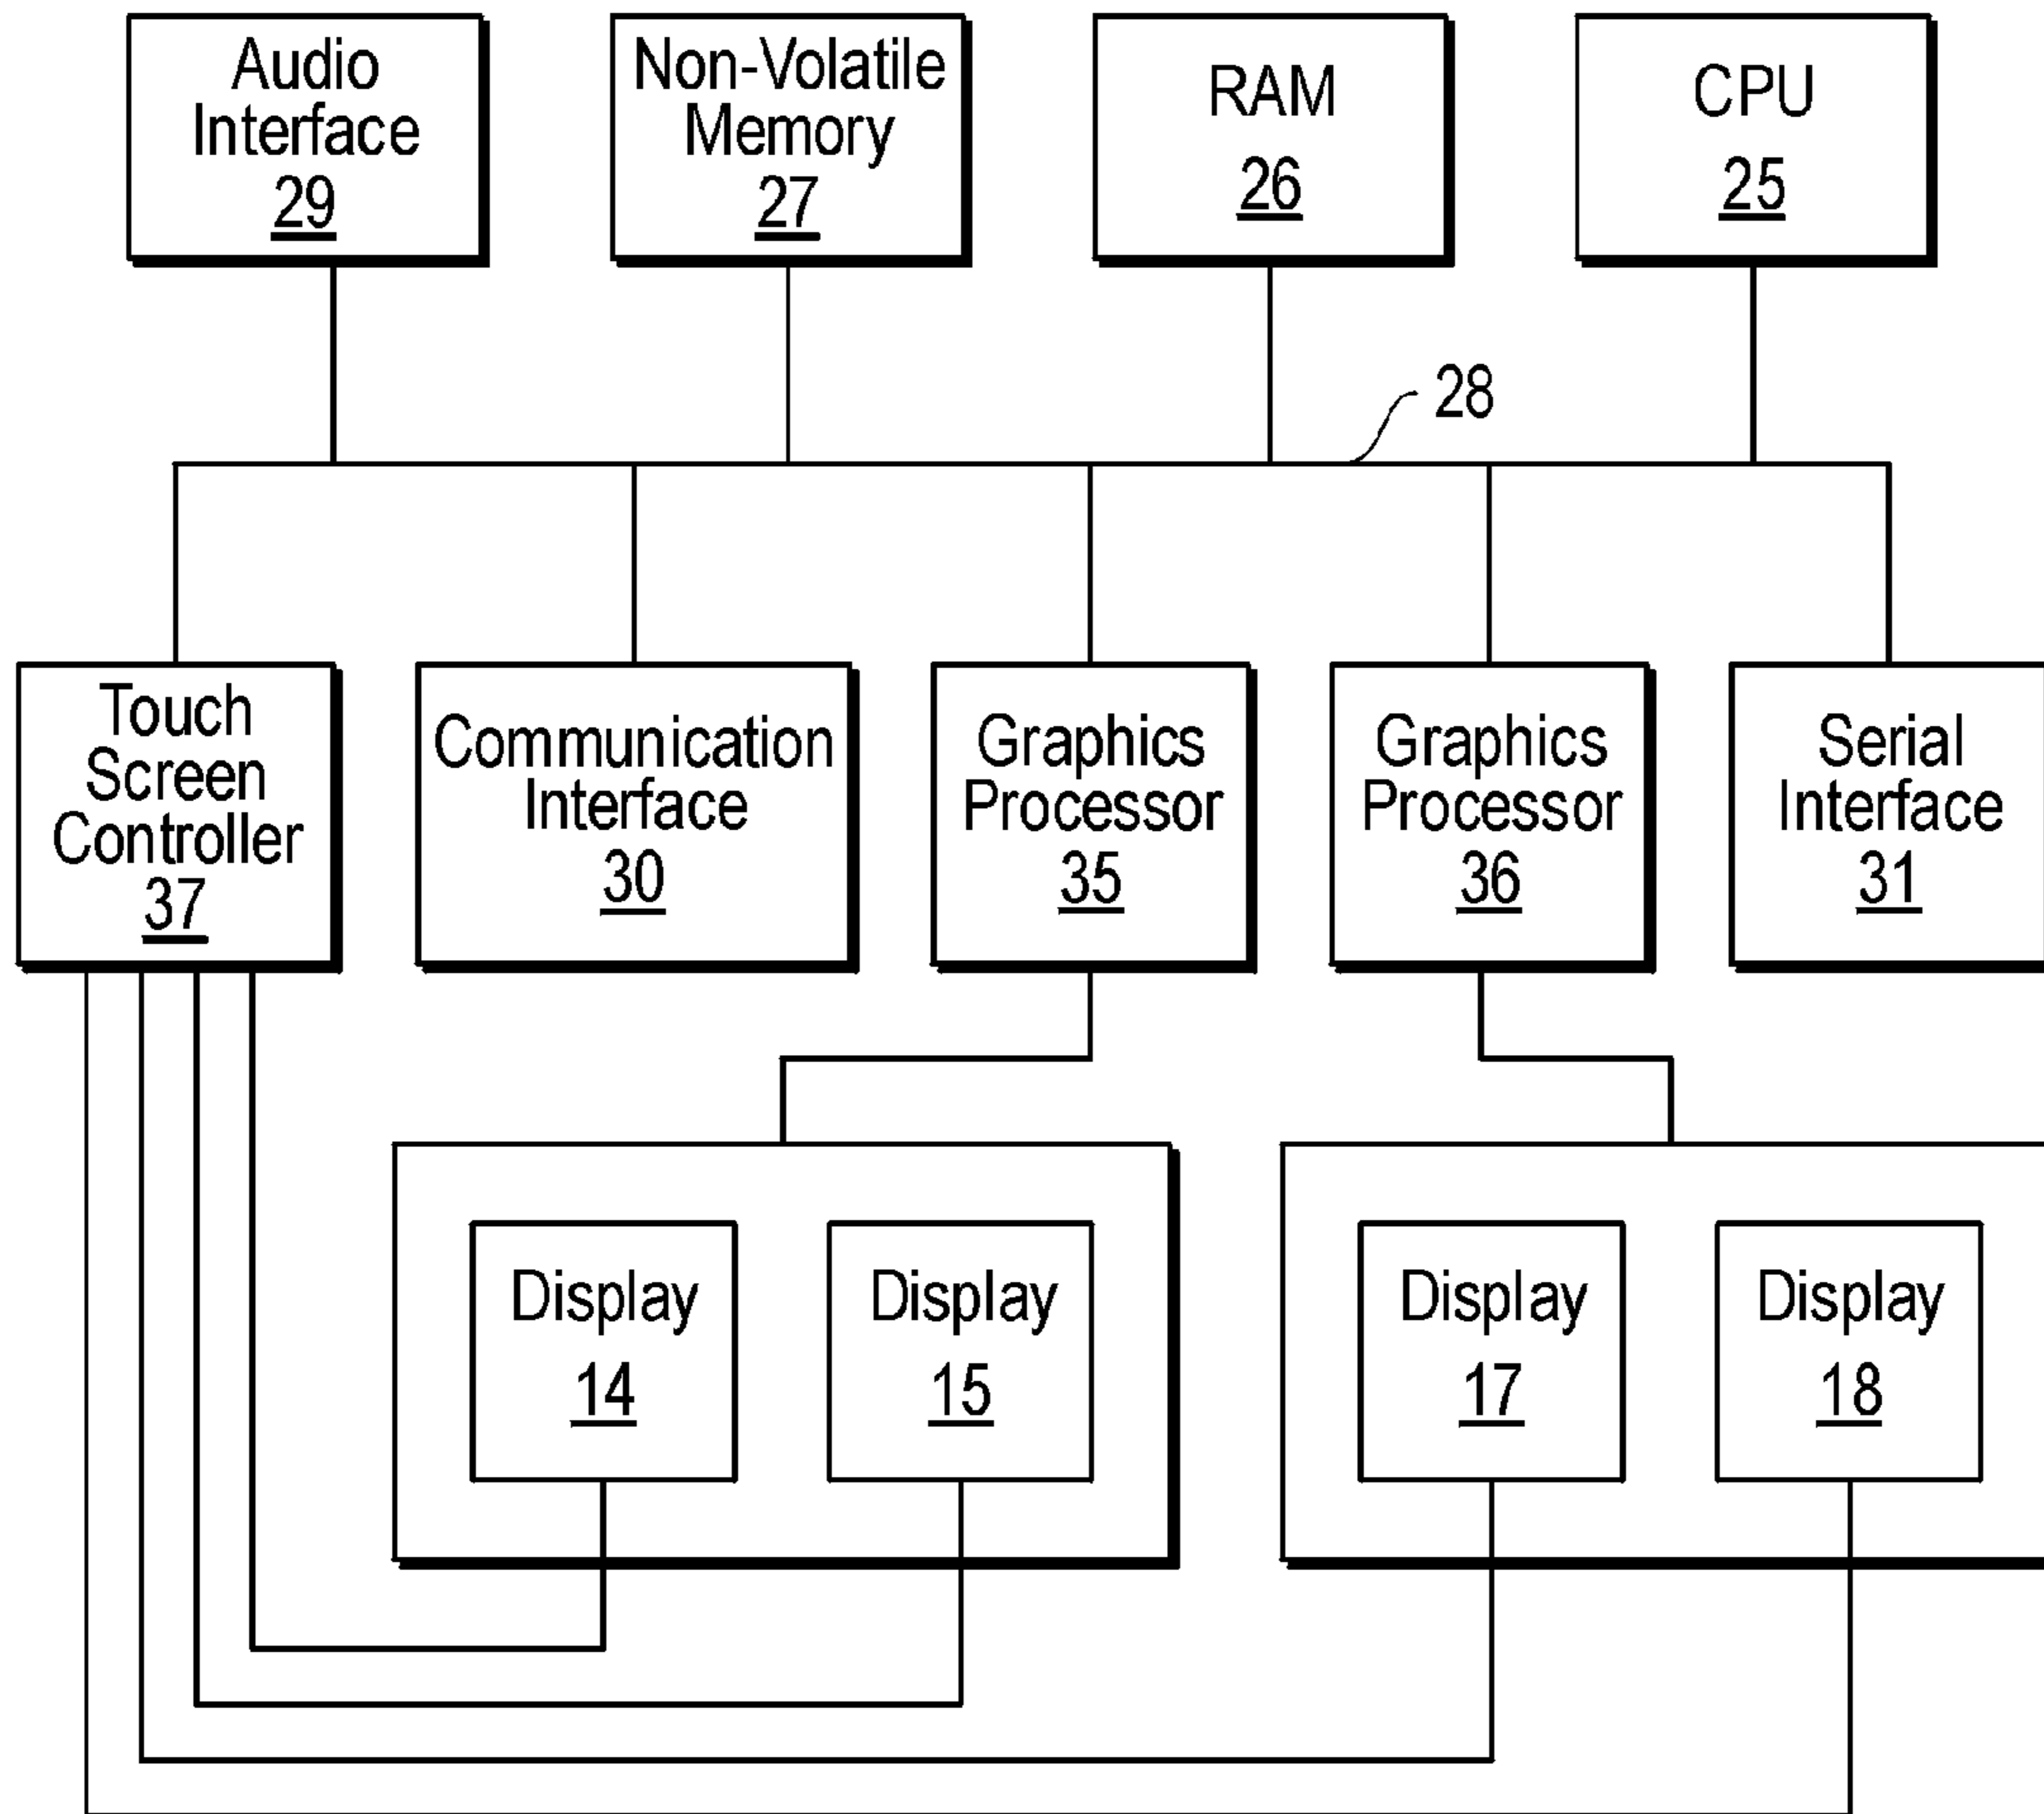 Audio
Interface
29
Non-Volatile
Memory
27
RAM
26
CPU
25
28
Touch
Screen
Controller
37
Communication
Interface
30
Graphics
Processor
35
Graphics
Processor
36
Serial
Interface
31
Display
14
Display
15
Display
17
Display
18